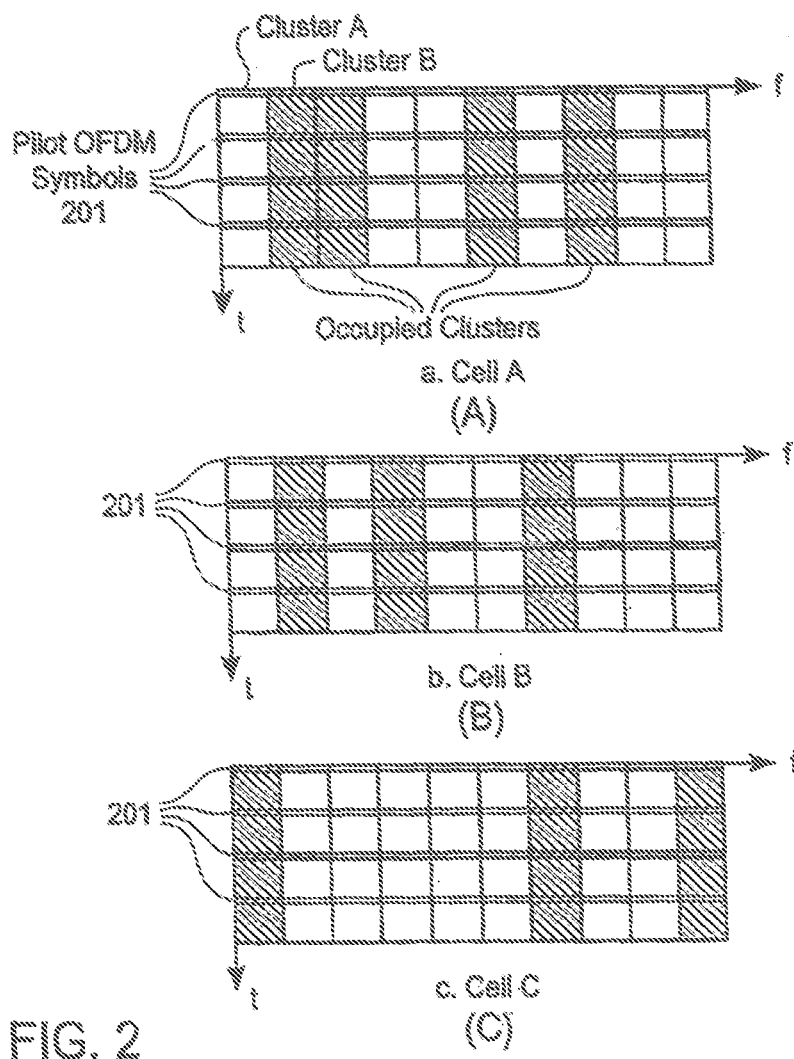 Cluster A
Cluster B
f
Pilot OFDM
Symbols
201
t
Occupied Clusters
a. Cell A
(A)
f
201
t
b. Cell B
(B)
f
201
t
c. Cell C
(C)
FIG. 2